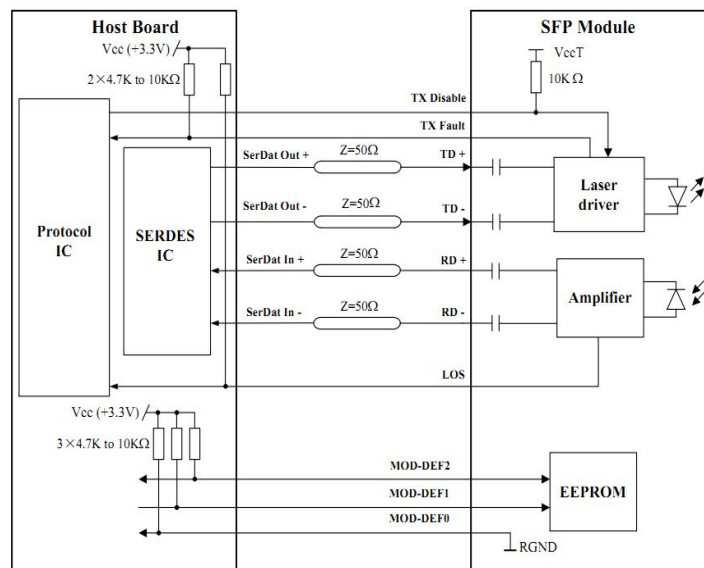 Host Board
SFP Module
Vcc (+3.3V)
2×4.7K to 10KΩ
VccT
10K Ω
TX Disable
TX Fault
SerDat Out +
Z=50Ω
TD +
Laser
driver
SerDat Out -
Z=50Ω
TD -
Protocol
IC
SERDES
IC
SerDat In +
Z=50Ω
RD +
Amplifier
SerDat In -
Z=50Ω
RD -
LOS
Vcc (+3.3V)
3×4.7K to 10KΩ
MOD-DEF2
MOD-DEF1
EEPROM
MOD-DEF0
RGND